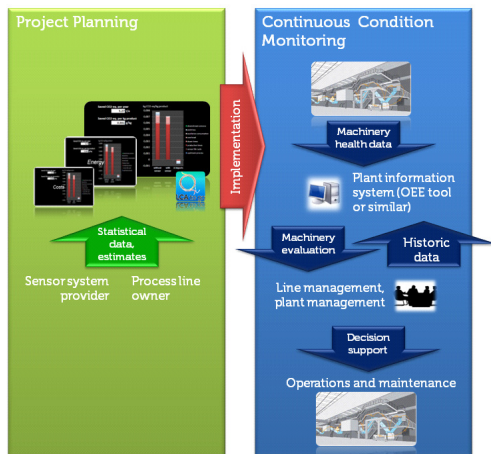 Project Planning
Costs
Energy
Statistical
data,
estimates
Sensor system
provider
Process line
owner
Implementation
Continuous Condition
Monitoring
Machinery
health data
Plant information
system (OEE tool
or similar)
Machinery
evaluation
Historic
data
Line management,
plant management
Decision
support
Operations and maintenance